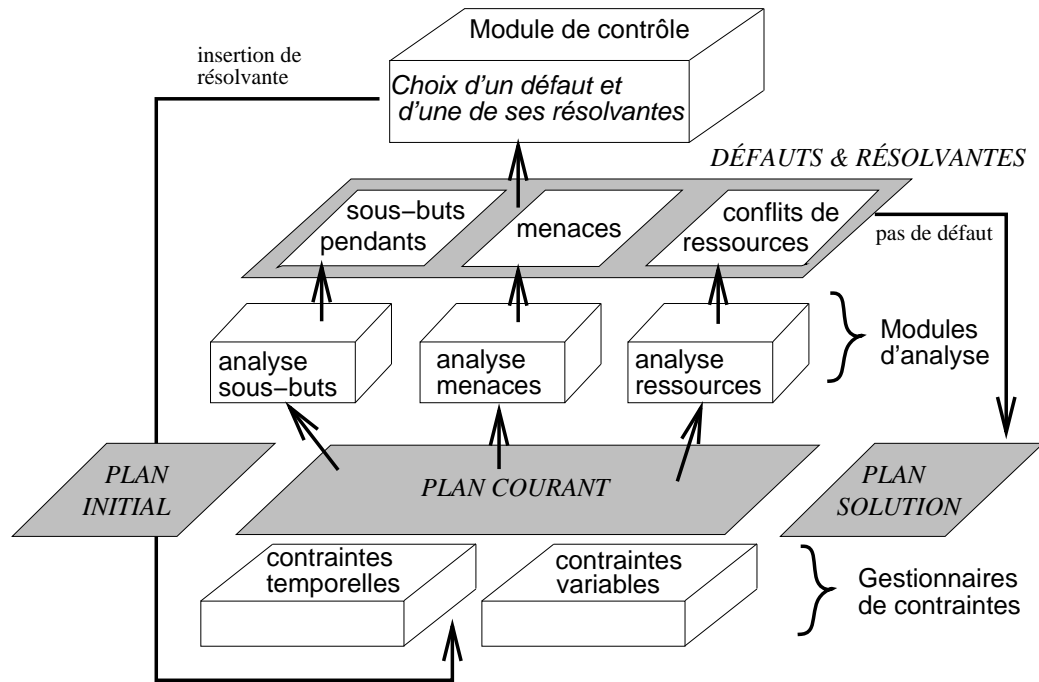 Module de contrôle
insertion de
résolvante
Choix d'un défaut et
d'une de ses résolvantes
DÉFAUTS & RÉSOLVANTES
sous−buts
pendants
menaces
conflits de
ressources
pas de défaut
analyse
sous−buts
analyse
menaces
analyse
ressources
Modules
d'analyse
PLAN
INITIAL
PLAN COURANT
PLAN
SOLUTION
contraintes
temporelles
contraintes
variables
Gestionnaires
de contraintes